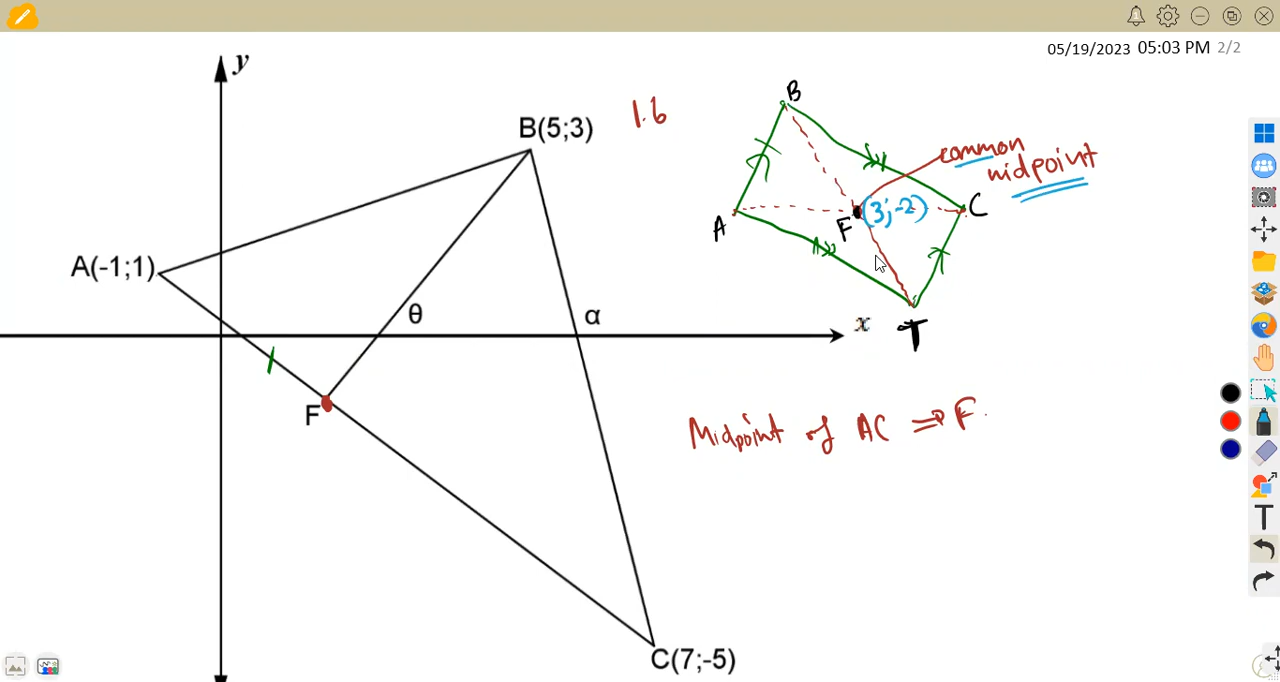 05/19/2023 05:03 PM 2/2
y
B(5;3)
1.6
B
common
midpoint
A
F
(3;-2)
C
A(-1;1)
θ
α
x
T
F
Midpoint of AC ⇒ F.
C(7;-5)
T